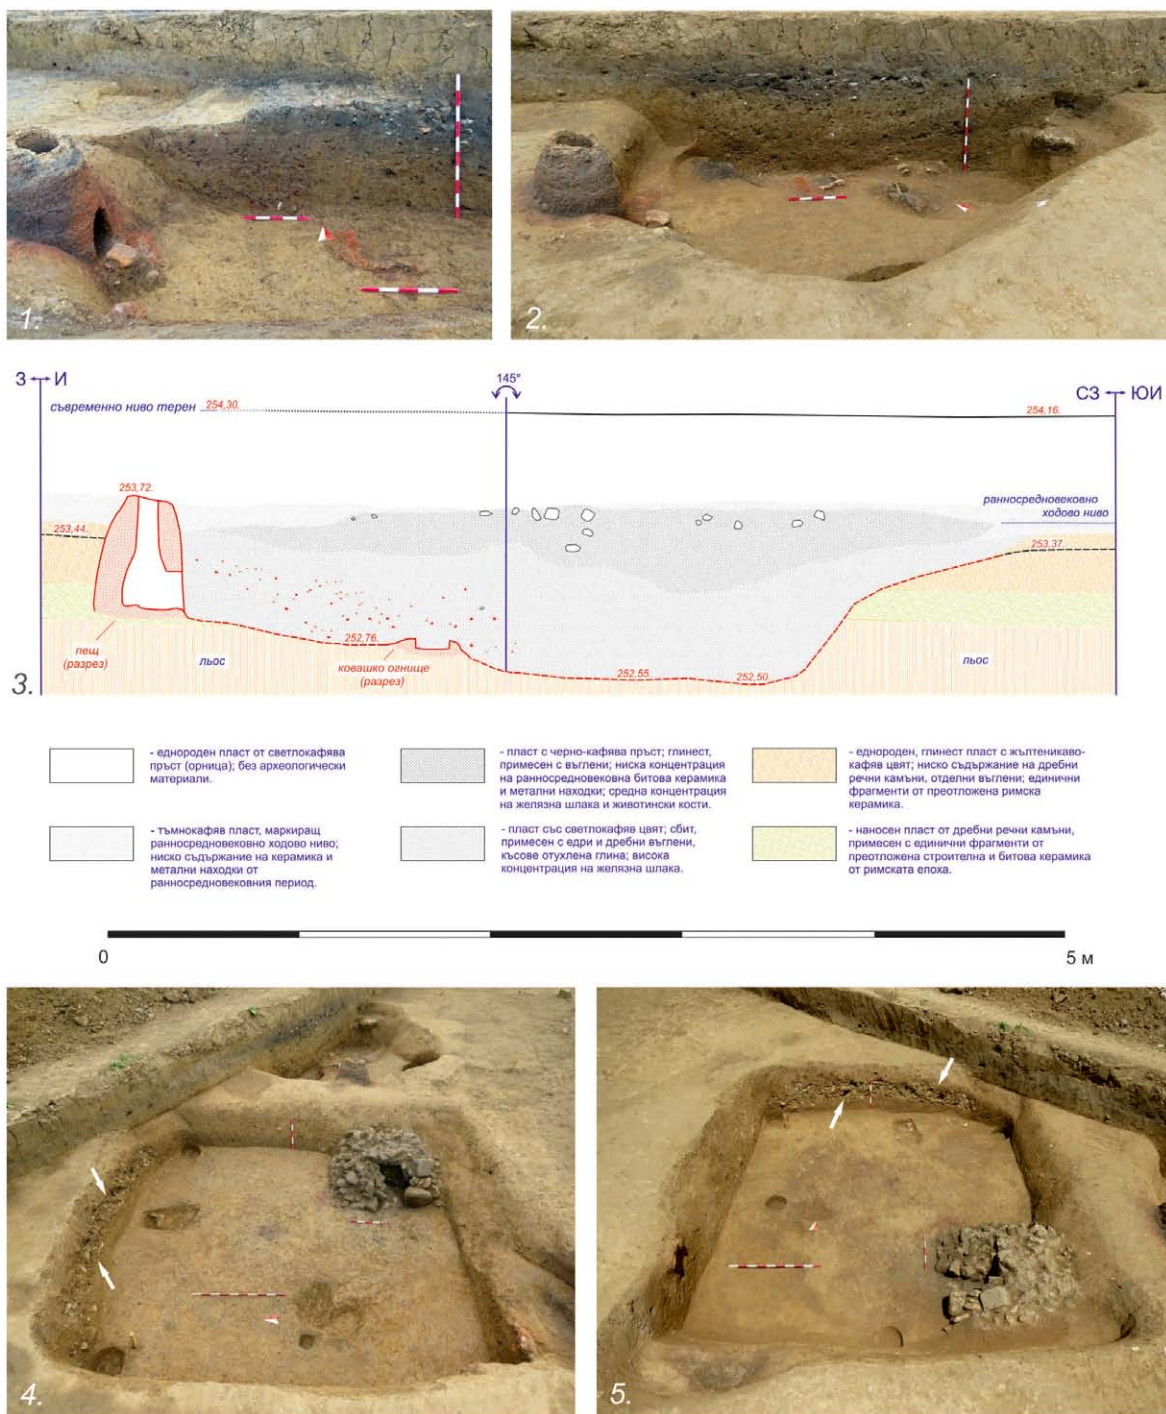 1.
2.
З ↔ И
145°
СЗ ↔ ЮИ
съвременно ниво терен
254,30.
254,16.
253,72.
253,44.
ранносредновековно
ходово ниво
253,37.
252,76.
пещ
(разрез)
льос
ковашко огнище
(разрез)
252,55.
252,50.
льос
3.
- еднороден пласт от светлокафява
пръст (орница); без археологически
материали.
- пласт с черно-кафява пръст; глинест,
примесен с въглени; ниска концентрация
на ранносредновековна битова керамика
и метални находки; средна концентрация
на желязна шлака и животински кости.
- еднороден, глинест пласт с жълтеникаво-
кафяв цвят; ниско съдържание на дребни
речни камъни, отделни въглени; единични
фрагменти от преотложена римска
керамика.
- тъмнокафяв пласт, маркиращ
ранносредновековно ходово ниво;
ниско съдържание на керамика и
метални находки от
ранносредновековния период.
- пласт със светлокафяв цвят; сбит,
примесен с едри и дребни въглени,
късове отухлена глина; висока
концентрация на желязна шлака.
- наносен пласт от дребни речни камъни,
примесен с единични фрагменти от
преотложена строителна и битова керамика
от римската епоха.
0
5 м
4.
5.